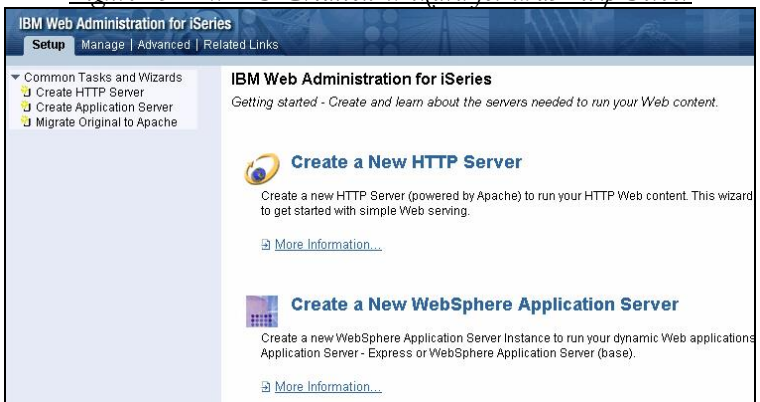 IBM Web Administration for iSeries
Setup Manage | Advanced | Related Links
Common Tasks and Wizards
Create HTTP Server
Create Application Server
Migrate Original to Apache
IBM Web Administration for iSeries
Getting started - Create and learn about the servers needed to run your Web content.
Create a New HTTP Server
Create a new HTTP Server (powered by Apache) to run your HTTP Web content. This wizard
to get started with simple Web serving.
More Information...
Create a New WebSphere Application Server
Create a new WebSphere Application Server Instance to run your dynamic Web applications
Application Server - Express or WebSphere Application Server (base).
More Information...